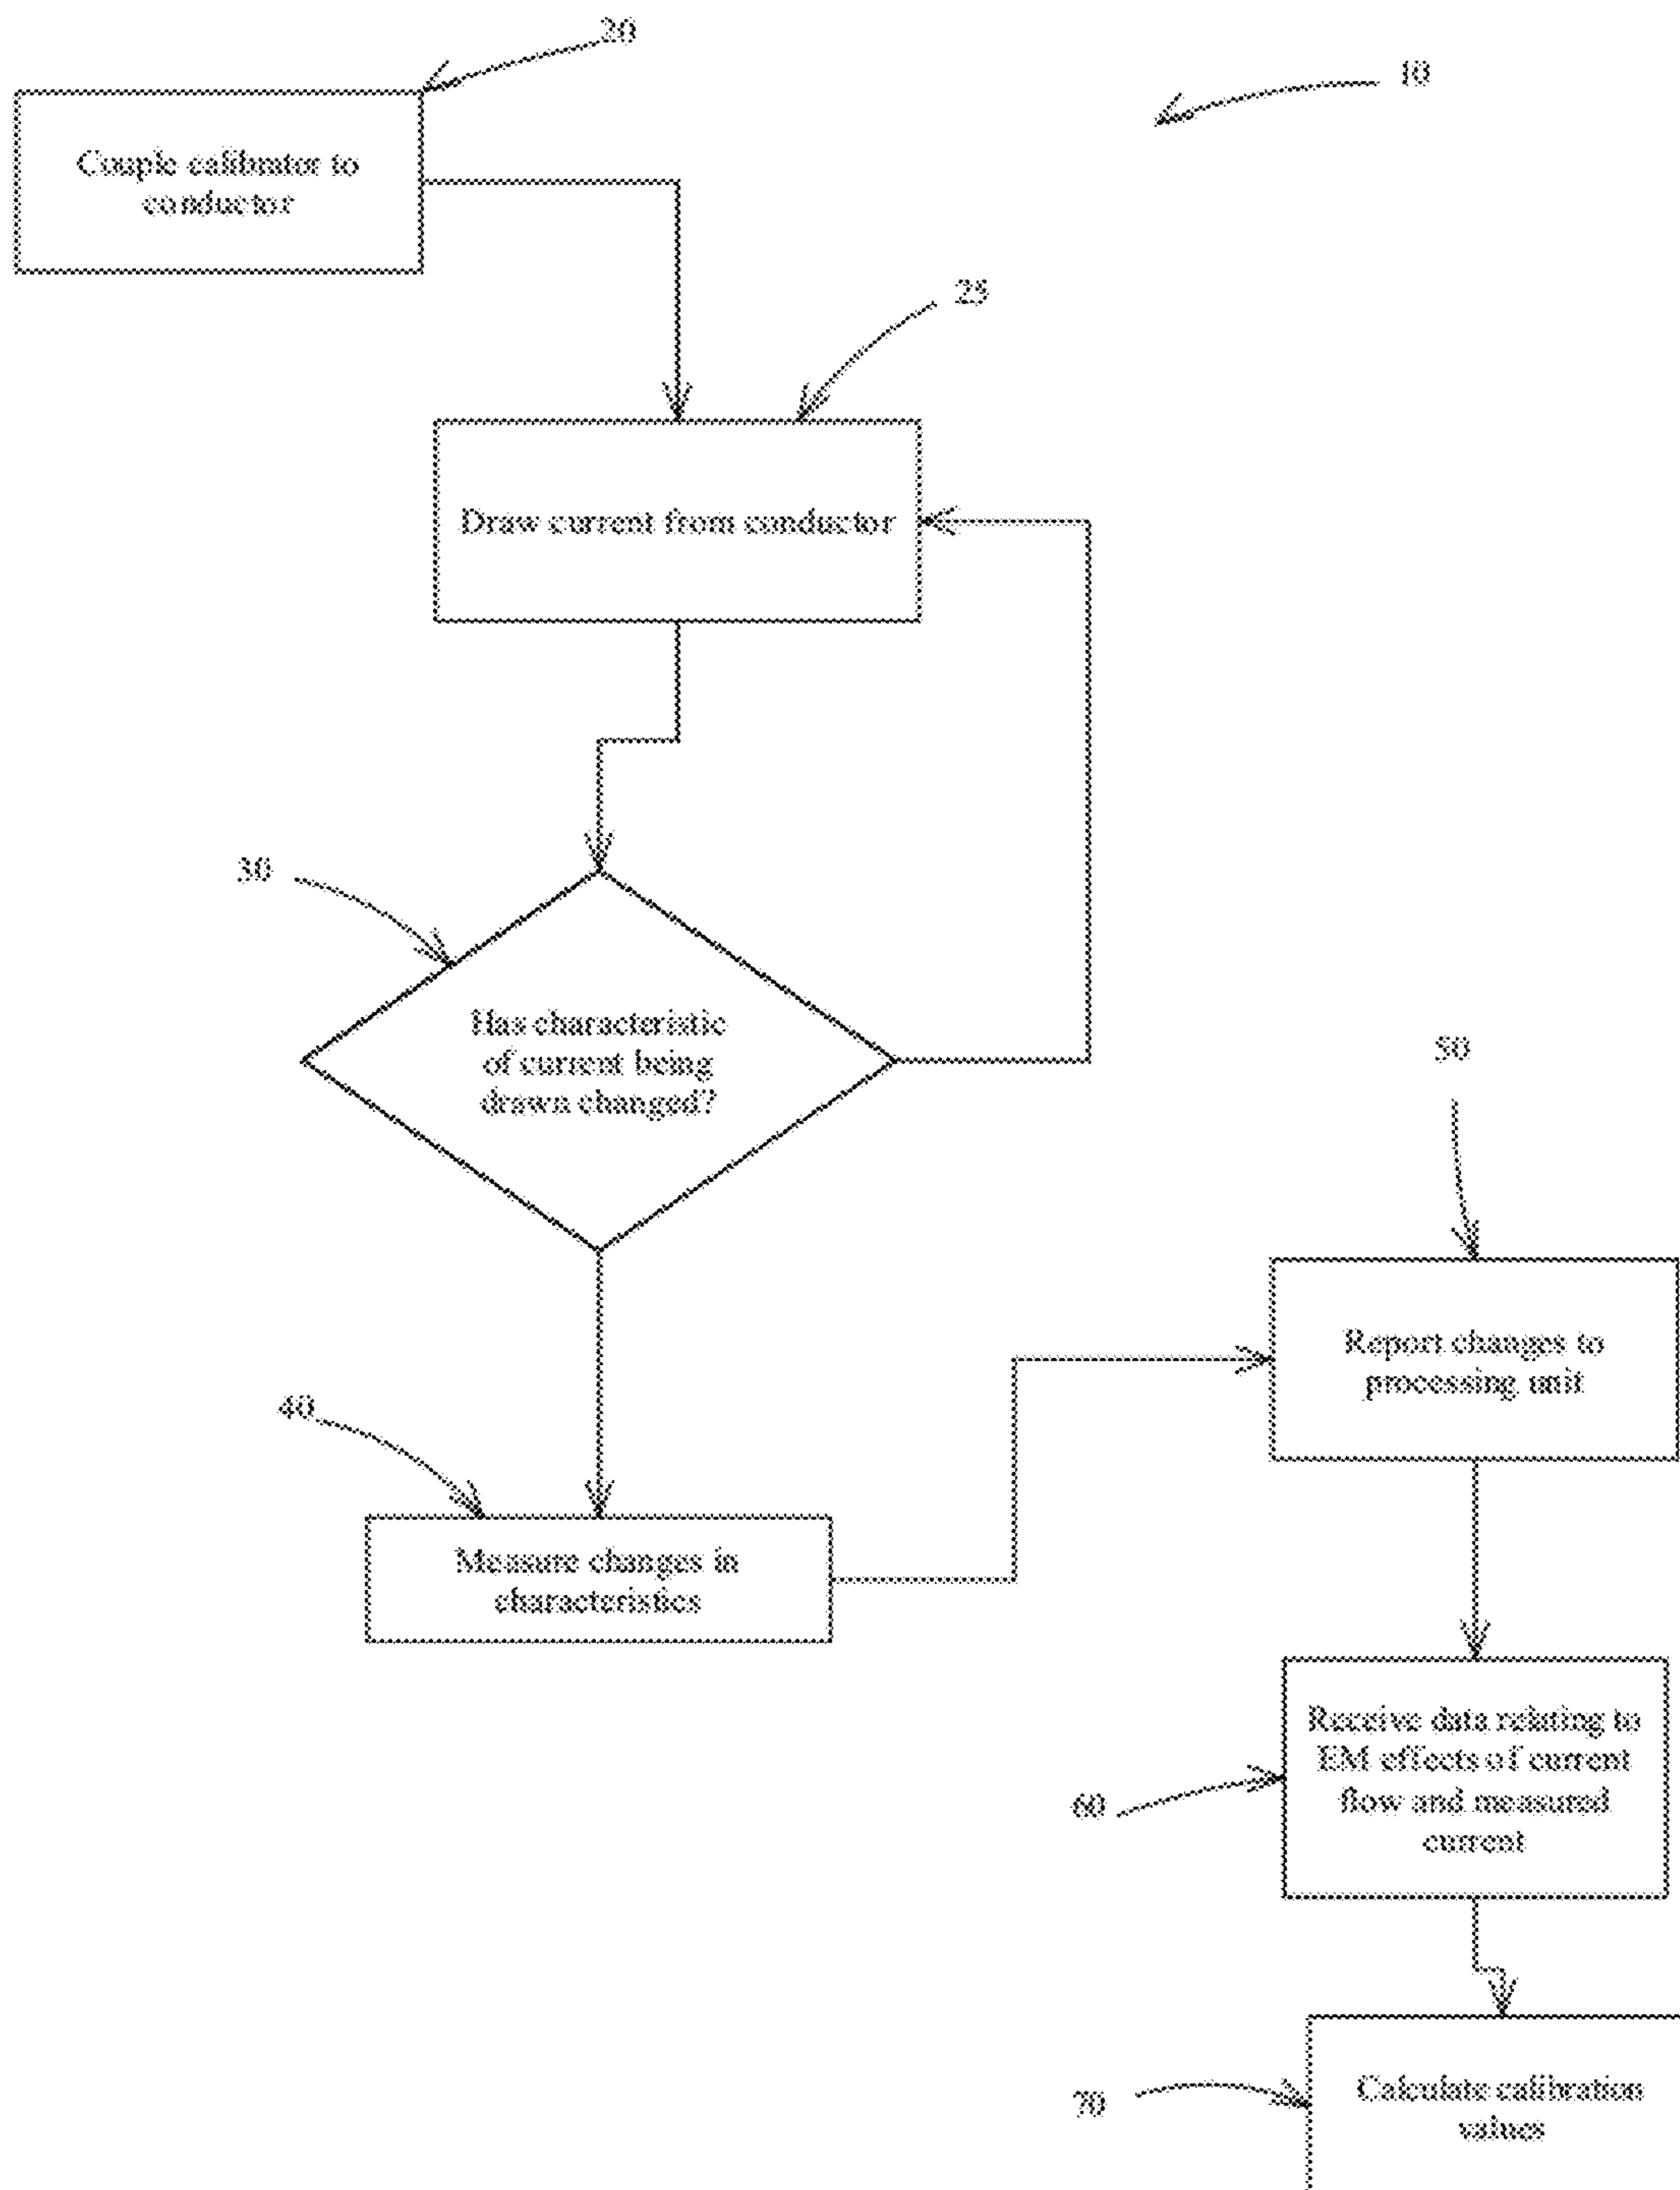 20
10
Couple calibrator to
conductor
25
Draw current from conductor
30
Has characteristic
of current being
drawn changed?
50
Report changes to
processing unit
40
Measure changes in
characteristics
Receive data relating to
EM effects of current
flow and measured
current
60
Calculate calibration
values
70